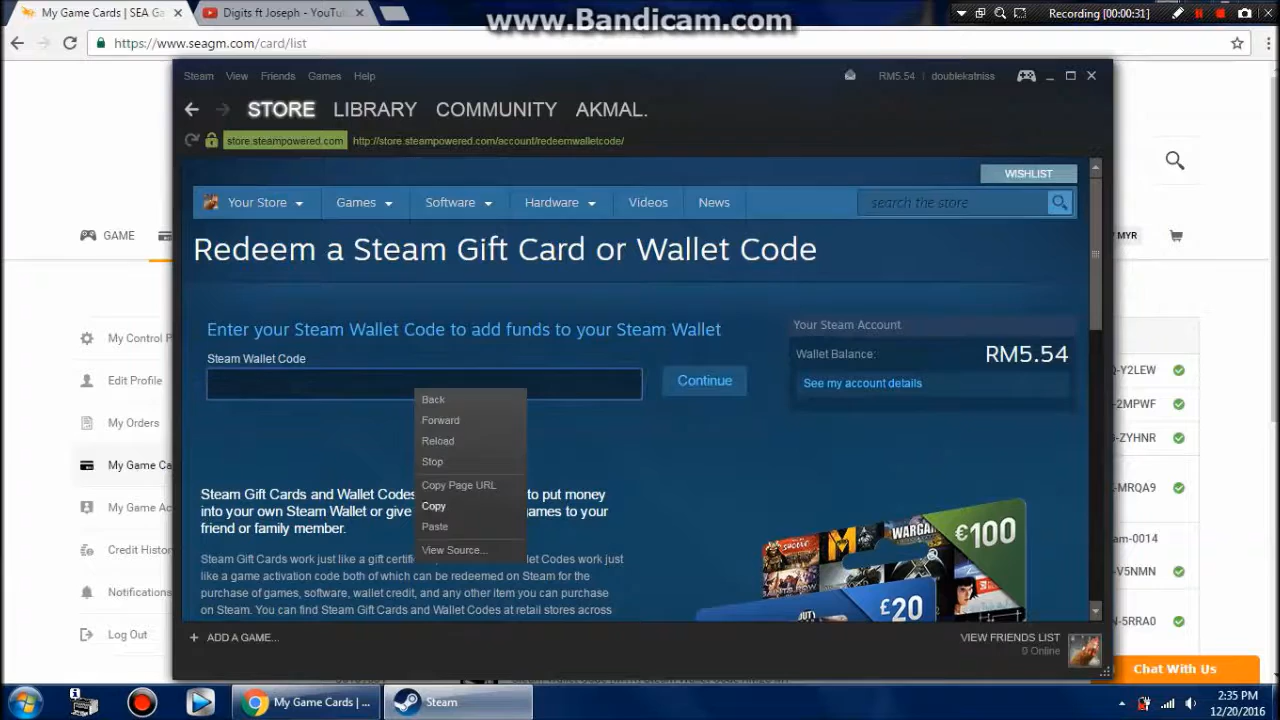 My Game Cards | SEA Ga
Digits ft Joseph - YouTube
www.Bandicam.com
Recording [00:00:31]
https://www.seagm.com/card/list
Steam View Friends Games Help
RM5.54 doublekatniss
STORE LIBRARY COMMUNITY AKMAL.
store.steampowered.com http://store.steampowered.com/account/redeemwalletcode/
WISHLIST
Your Store Games Software Hardware Videos News search the store
GAME
MYR
Redeem a Steam Gift Card or Wallet Code
Enter your Steam Wallet Code to add funds to your Steam Wallet
Steam Wallet Code
Continue
Your Steam Account
Wallet Balance: RM5.54
See my account details
Back
Forward
Reload
Stop
Copy Page URL
Copy
Paste
View Source...
My Control P
Edit Profile
My Orders
My Game Ca
My Game Ac
Credit Histor
Notifications
Log Out
-Y2LEW
-2MPWF
-ZYHNR
-MRQA9
am-0014
-V5NMN
-5RRA0
Steam Gift Cards and Wallet Codes to put money
into your own Steam Wallet or give games to your
friend or family member.
Steam Gift Cards work just like a gift certifi let Codes work just
like a game activation code both of which can be redeemed on Steam for the
purchase of games, software, wallet credit, and any other item you can purchase
on Steam. You can find Steam Gift Cards and Wallet Codes at retail stores across
WARGAM
€100
£20
DUTY
ADD A GAME...
VIEW FRIENDS LIST
0 Online
Chat With Us
My Game Cards | ...
Steam
2:35 PM
12/20/2016